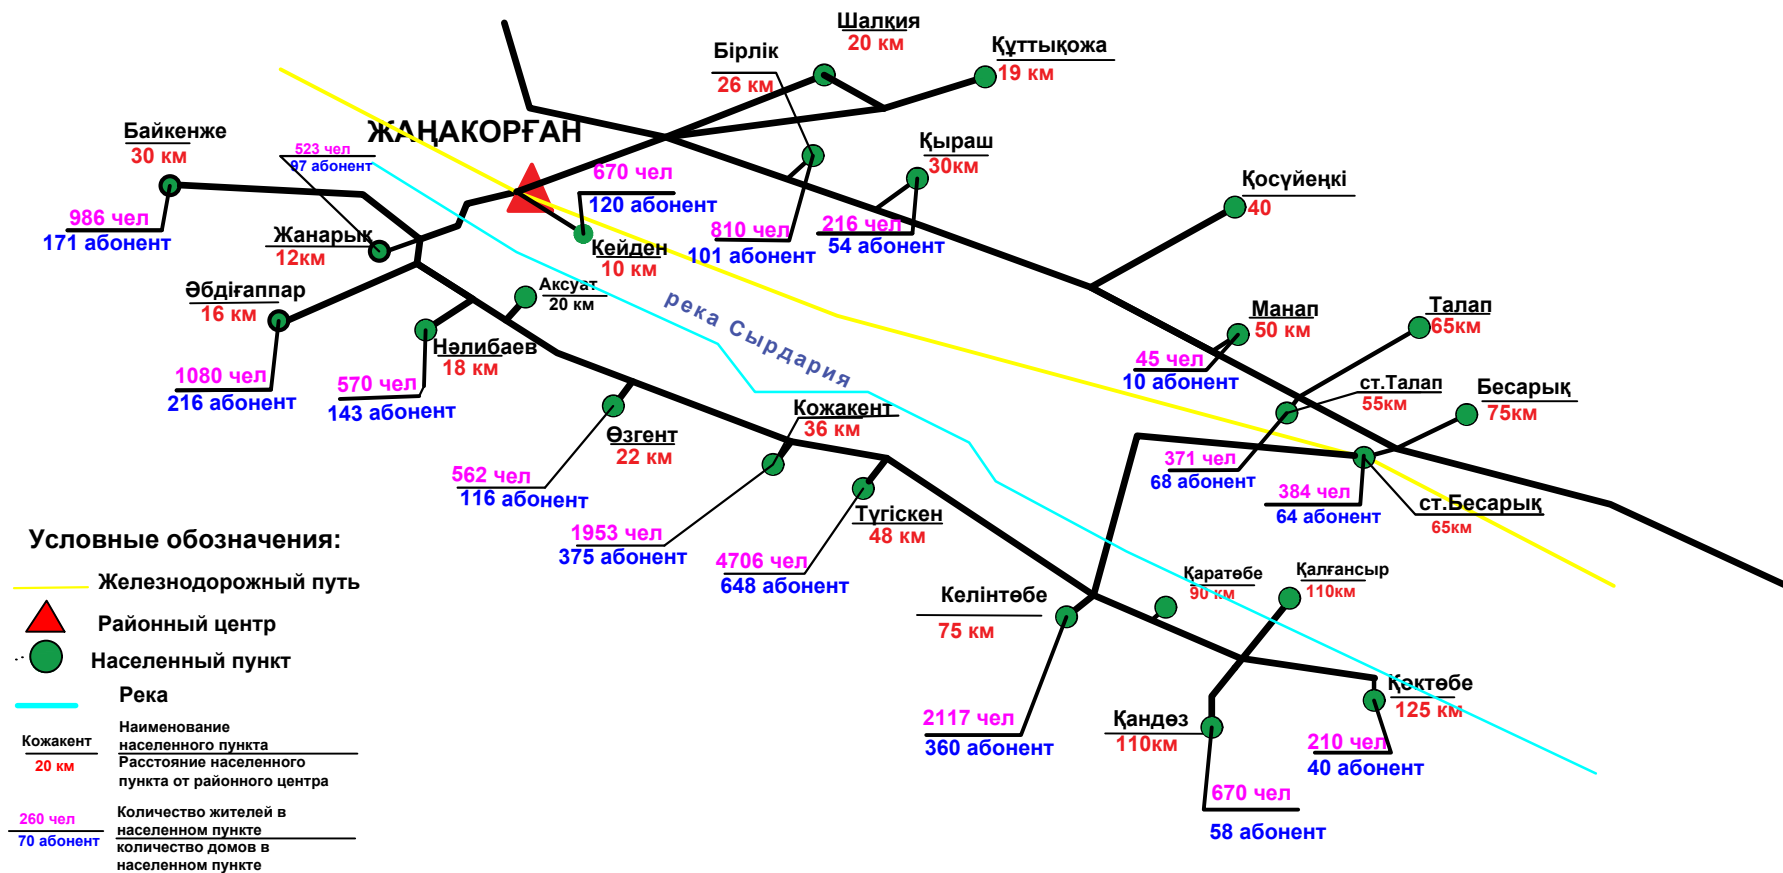 Шалқия
20 км
Бірлік
26 км
Құттықожа
19 км
ЖАҢАКОРҒАН
Байкенже
30 км
523 чел
97 абонент
986 чел
171 абонент
Жанарық
12км
670 чел
120 абонент
Кейден
10 км
810 чел
101 абонент
Қыраш
30км
216 чел
54 абонент
Қосүйеңкі
40
Әбдіғаппар
16 км
1080 чел
216 абонент
Аксуат
20 км
Нәлибаев
18 км
570 чел
143 абонент
река Сырдария
Манап
50 км
45 чел
10 абонент
Талап
65км
ст.Талап
55км
371 чел
68 абонент
Бесарық
75км
384 чел
64 абонент
ст.Бесарық
65км
Өзгент
22 км
562 чел
116 абонент
Кожакент
36 км
1953 чел
375 абонент
Түгіскен
48 км
4706 чел
648 абонент
Келінтөбе
75 км
2117 чел
360 абонент
Қаратөбе
90 км
Қалғансыр
110км
Қандөз
110км
670 чел
58 абонент
Көктөбе
125 км
210 чел
40 абонент
Условные обозначения:
Железнодорожный путь
Районный центр
Населенный пункт
Река
Кожакент
20 км
Наименование
населенного пункта
Расстояние населенного
пункта от районного центра
260 чел
70 абонент
Количество жителей в
населенном пункте
количество домов в
населенном пункте